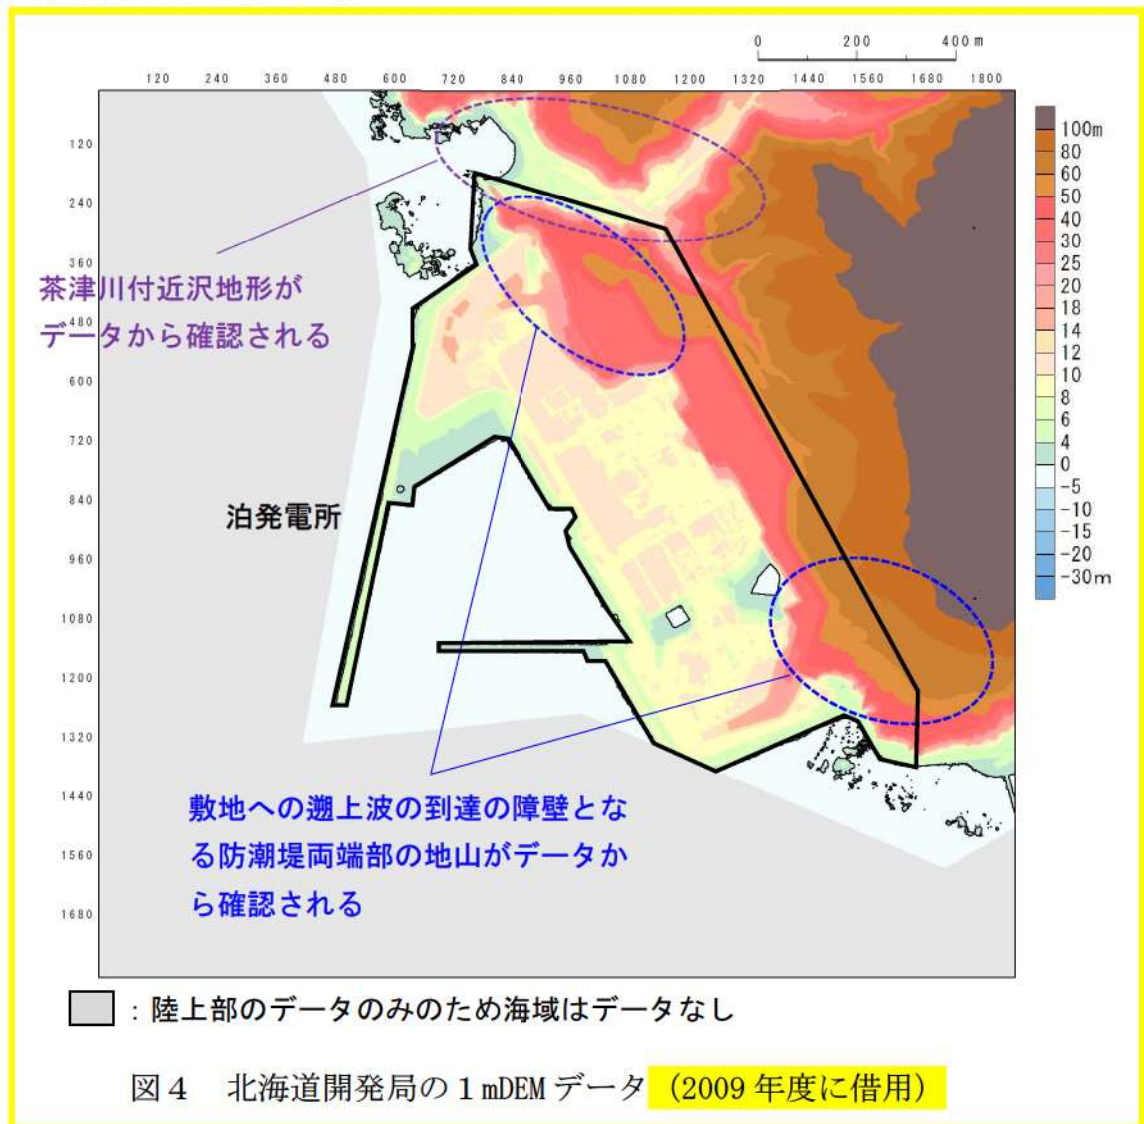 0 200 400 m
120 240 360 480 600 720 840 960 1080 1200 1320 1440 1560 1680 1800
120
240
360
480
600
720
840
960
1080
1200
1320
1440
1560
1680
100m
80
60
50
40
30
25
20
18
14
12
10
8
6
4
0
-5
-10
-15
-20
-30m
茶津川付近沢地形が
データから確認される
泊発電所
敷地への遡上波の到達の障壁とな
る防潮堤両端部の地山がデータか
ら確認される
：陸上部のデータのみのため海域はデータなし
図４　北海道開発局の１mDEM データ（2009 年度に借用）